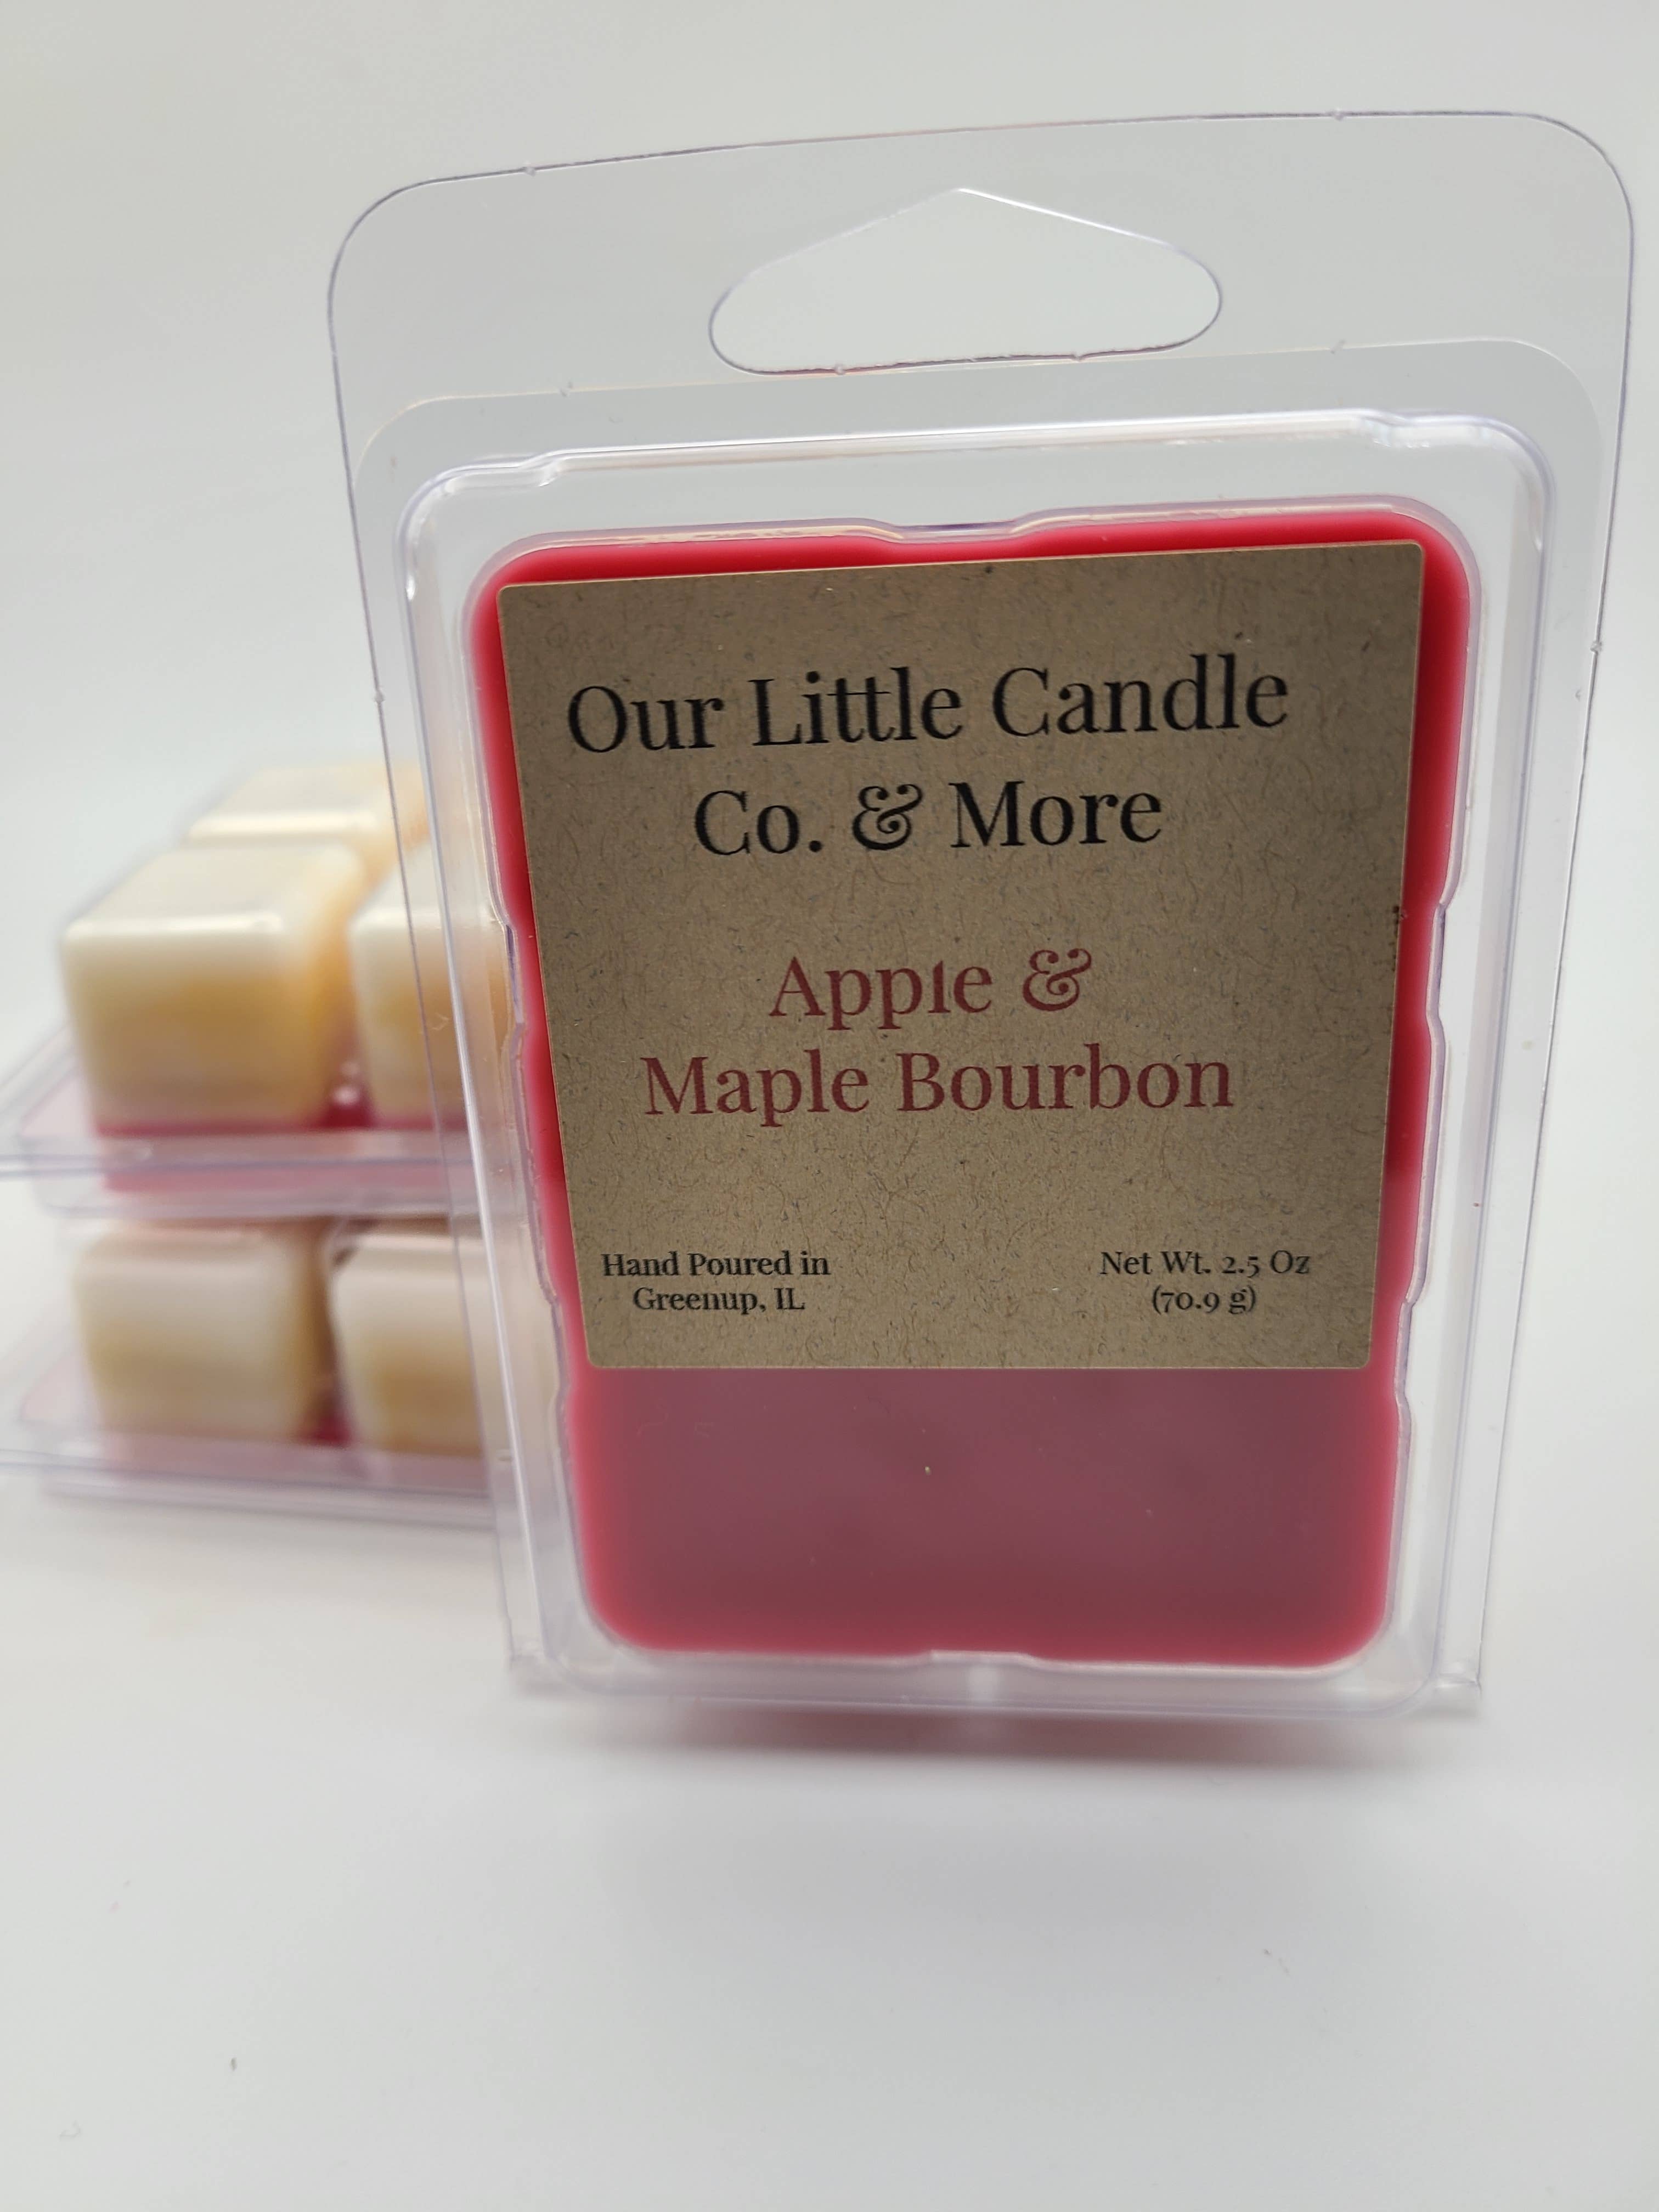 Our Little Candle
Co. & More
Apple &
Maple Bourbon
Hand Poured in
Greenup, IL
Net Wt. 2.5 Oz
(70.9 g)